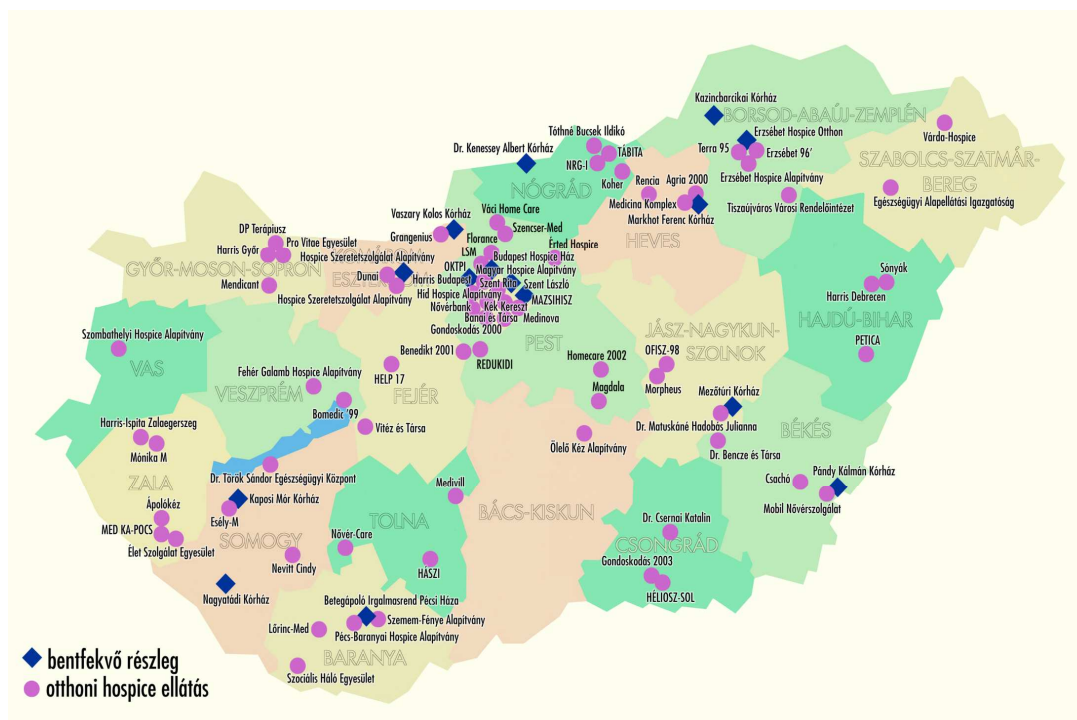 Kazincbarcikai Kórház
BORSOD-ABAÚJ-ZEMPLÉN
Várda-Hospice
Tóthné Bucsek Ildikó
Erzsébet Hospice Otthon
Dr. Kenessey Albert Kórház
TÁBITA
Terra 95
Erzsébet 96'
SZABOLCS-SZATMÁR-
BEREG
NRG-I
Erzsébet Hospice Alapítvány
Koher
Rencia
Agria 2000
NÓGRÁD
Egészségügyi Alapellátási Igazgatóság
Medicina Komplex
Tiszaújváros Városi Rendelőintézet
Vaszary Kolos Kórház
Váci Home Care
Markhot Ferenc Kórház
HEVES
DP Terápiusz
Szencser-Med
Grangenius
Florance
Pro Vitae Egyesület
Érted Hospice
Harris Győr
Hospice Szeretetszolgálat Alapítvány
LSM
Budapest Hospice Ház
KOMÁROM-
ESZTERGOM
GYŐR-MOSON-SOPRON
OKTPI
Magyar Hospice Alapítvány
Sónyák
Dunai
Harris Budapest
Szent Rita
Szent László
Mendicant
Hospice Szeretetszolgálat Alapítvány
Híd Hospice Alapítvány
MAZSIHISZ
Harris Debrecen
Nővérbank
Kék Kereszt
Banai és Társa
Medinova
HAJDÚ-BIHAR
Gondoskodás 2000
JÁSZ-NAGYKUN-
SZOLNOK
Szombathelyi Hospice Alapítvány
PEST
PETICA
VAS
Benedikt 2001
REDUKIDI
OFISZ-98
Homecare 2002
Fehér Galamb Hospice Alapítvány
HELP 17
Morpheus
VESZPRÉM
FEJÉR
Magdala
Mezőtúri Kórház
Bomedic '99
Harris-Ispita Zalaegerszeg
Vitéz és Társa
Dr. Matuskáné Hadobás Julianna
BÉKÉS
Mónika M
Ölelő Kéz Alapítvány
Dr. Bencze és Társa
Dr. Török Sándor Egészségügyi Központ
Pándy Kálmán Kórház
ZALA
Csachó
Medivill
Kaposi Mór Kórház
Ápolókéz
Mobil Nővérszolgálat
Esély-M
BÁCS-KISKUN
Dr. Csernai Katalin
TOLNA
MED KA-POCS
SOMOGY
Nővér-Care
CSONGRÁD
Élet Szolgálat Egyesület
Gondoskodás 2003
Nevitt Cindy
HÁSZI
HÉLIOSZ-SOL
Nagyatádi Kórház
Betegápoló Irgalmasrend Pécsi Háza
Szemem-Fénye Alapítvány
Lőrinc-Med
Pécs-Baranyai Hospice Alapítvány
BARANYA
Szociális Háló Egyesület
bentfekvő részleg
otthoni hospice ellátás